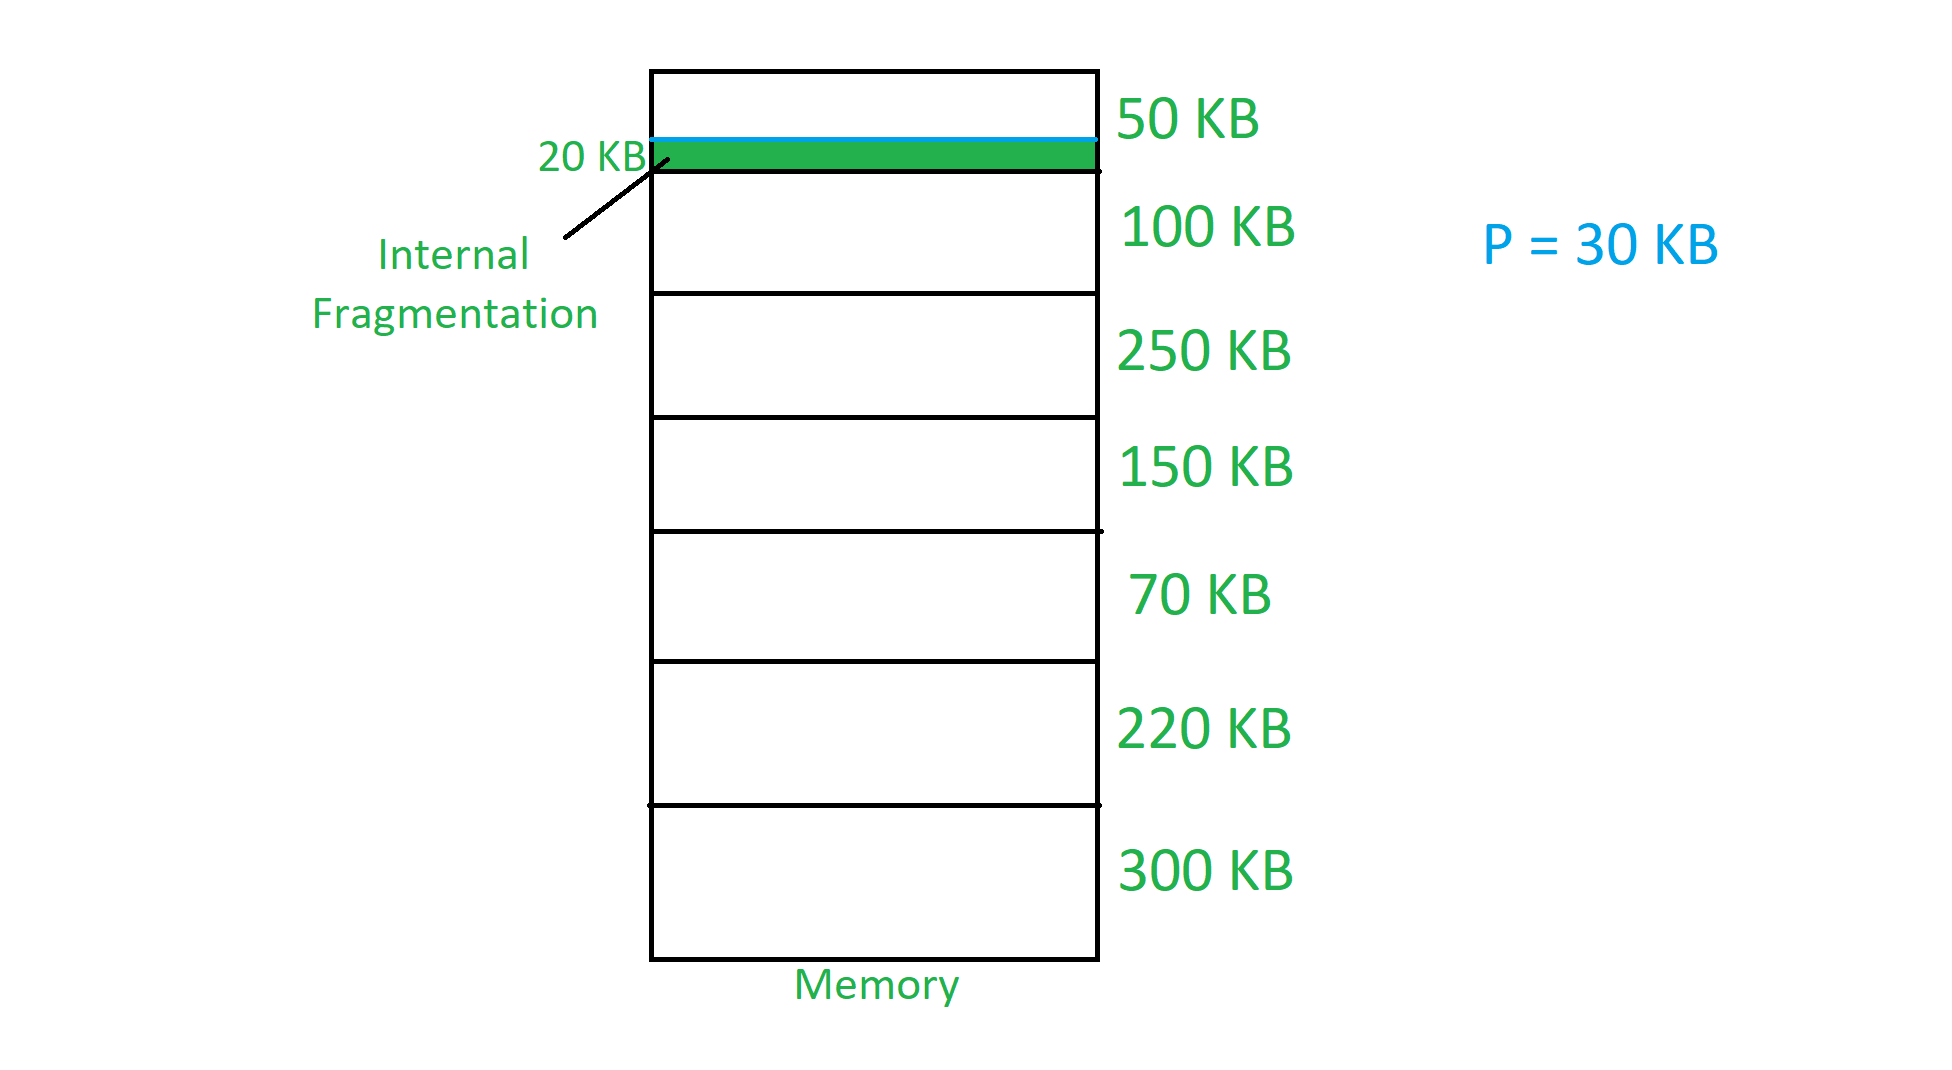 50 KB
20 KB
100 KB
P = 30 KB
Internal
Fragmentation
250 KB
150 KB
70 KB
220 KB
300 KB
Memory